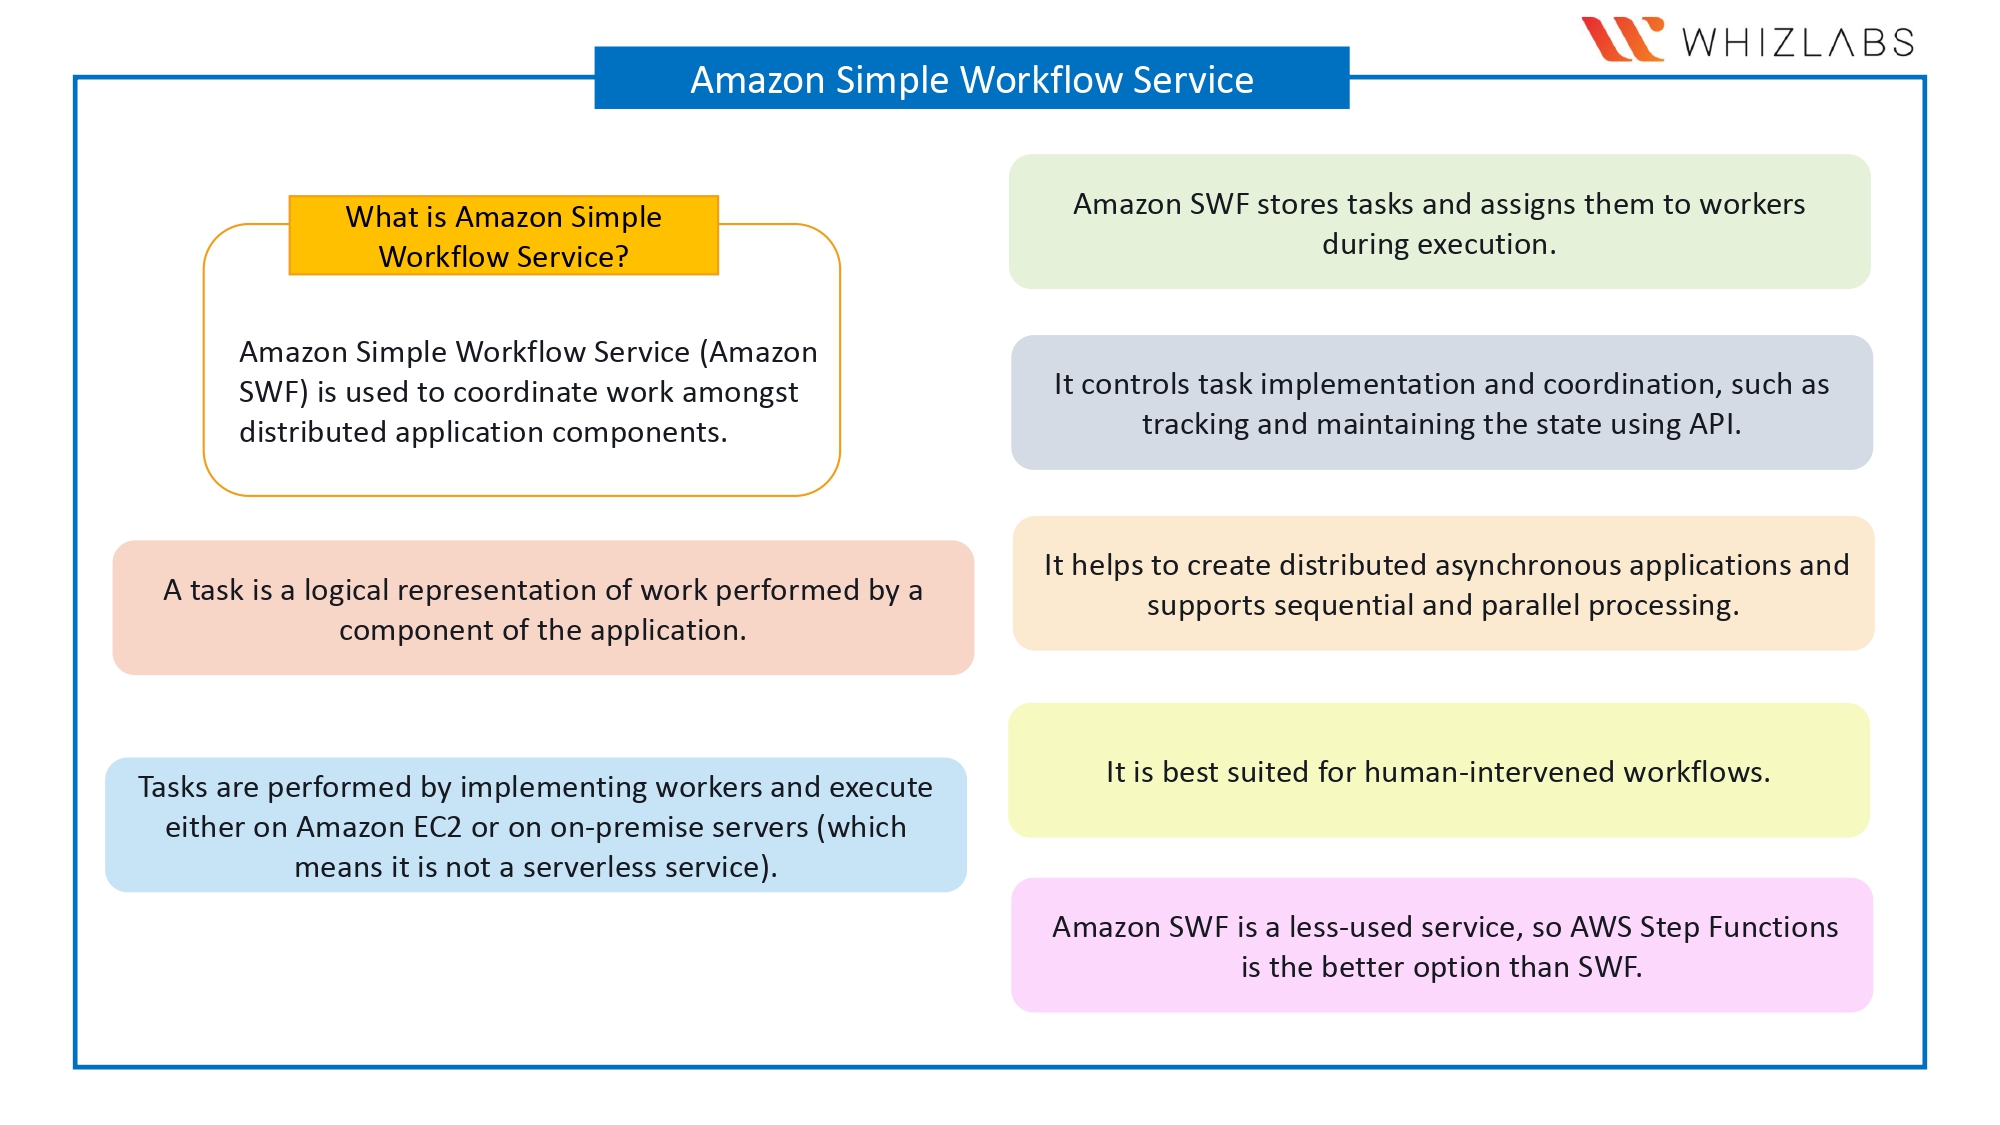 WHIZLABS
Amazon Simple Workflow Service
What is Amazon Simple
Workflow Service?
Amazon Simple Workflow Service (Amazon
SWF) is used to coordinate work amongst
distributed application components.
A task is a logical representation of work performed by a
component of the application.
Tasks are performed by implementing workers and execute
either on Amazon EC2 or on on-premise servers (which
means it is not a serverless service).
Amazon SWF stores tasks and assigns them to workers
during execution.
It controls task implementation and coordination, such as
tracking and maintaining the state using API.
It helps to create distributed asynchronous applications and
supports sequential and parallel processing.
It is best suited for human-intervened workflows.
Amazon SWF is a less-used service, so AWS Step Functions
is the better option than SWF.